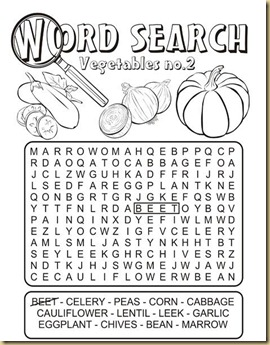 WORD SEARCH
Vegetables no.2
M A R R O W O M A H Q E B P P Q C P
R D A O Q A T O C A B B A G E F O A
J C L Z W G U H K A D F F R I J R D
L S E D F A R E G G P L A N T K N E
Q O N B G R T G R J G K E F Q S W B
Y T T F N L R D A B E E T O Y B Q V
P A I N Q I N X D Y E F I W L M W D
E Z L Y O C W Z I G F V C E L E R Y
A L M S J L A S T Y N K H H H T B T
S E Y S B E A N W S D C H I V E S R
N D T K J H J S W G A R L I C D S E
C E C A U L I F L O W E R W B E A N
BEET - CELERY - PEAS - CORN - CABBAGE
CAULIFLOWER - LENTIL - LEEK - GARLIC
EGGPLANT - CHIVES - BEAN - MARROW